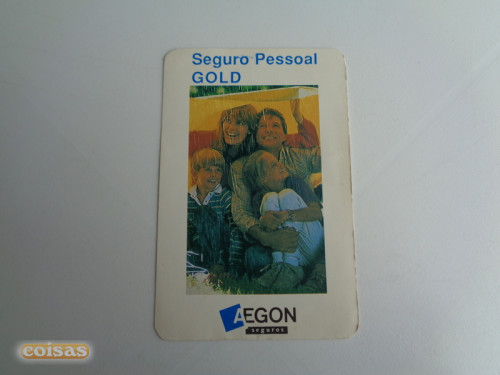 Seguro Pessoal
GOLD
AEGON
seguros
coisas